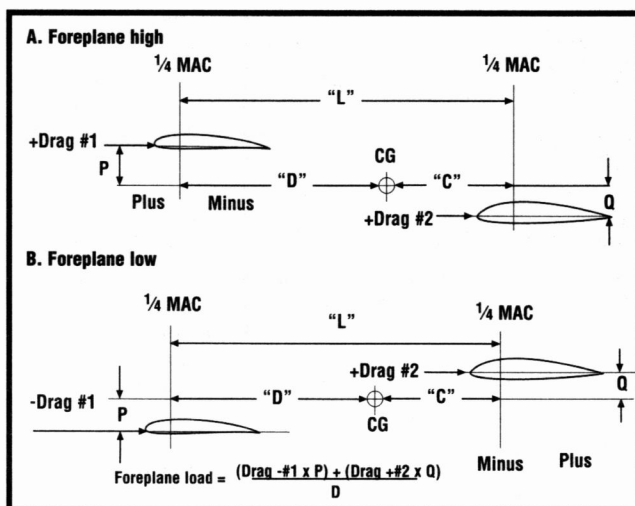 A. Foreplane high
¼ MAC ¼ MAC
"L"
+Drag #1
P
CG
"D" "C"
Q
Plus Minus
+Drag #2
B. Foreplane low
¼ MAC ¼ MAC
"L"
+Drag #2
Q
-Drag #1
P
"D" "C"
CG
Minus Plus
Foreplane load = (Drag -#1 x P) + (Drag +#2 x Q)
D